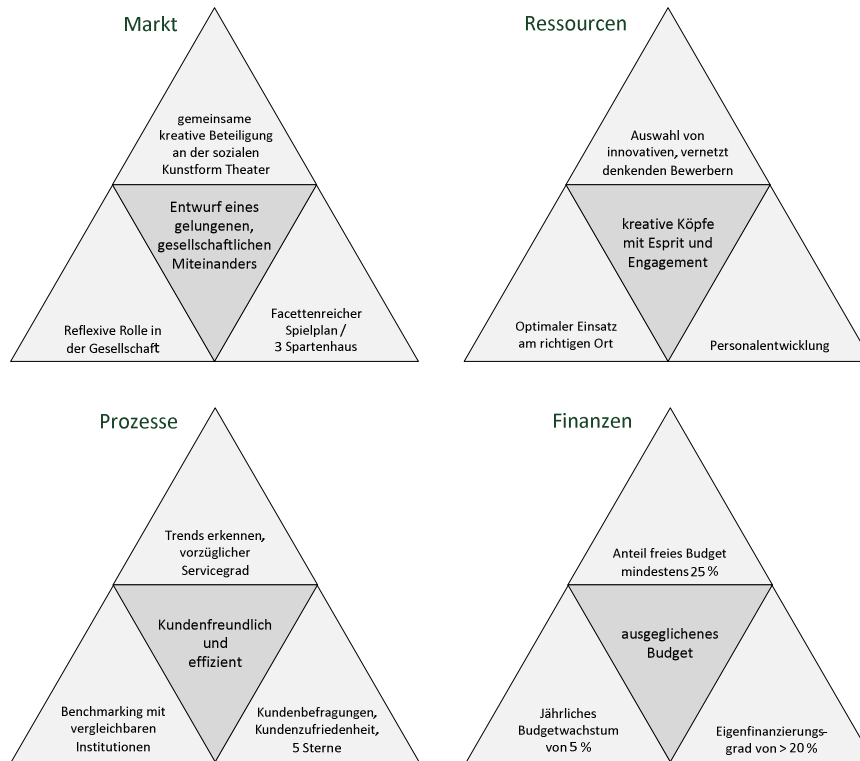 Markt
gemeinsame
kreative Beteiligung
an der sozialen
Kunstform Theater
Entwurf eines
gelungenen,
gesellschaftlichen
Miteinanders
Reflexive Rolle in
der Gesellschaft
Facettenreicher
Spielplan /
3 Spartenhaus
Ressourcen
Auswahl von
innovativen, vernetzt
denkenden Bewerbern
kreative Köpfe
mit Esprit und
Engagement
Optimaler Einsatz
am richtigen Ort
Personalentwicklung
Prozesse
Trends erkennen,
vorzüglicher
Servicegrad
Kundenfreundlich
und
effizient
Benchmarking mit
vergleichbaren
Institutionen
Kundenbefragungen,
Kundenzufriedenheit,
5 Sterne
Finanzen
Anteil freies Budget
mindestens 25 %
ausgeglichenes
Budget
Jährliches
Budgetwachstum
von 5 %
Eigenfinanzierungs-
grad von > 20 %